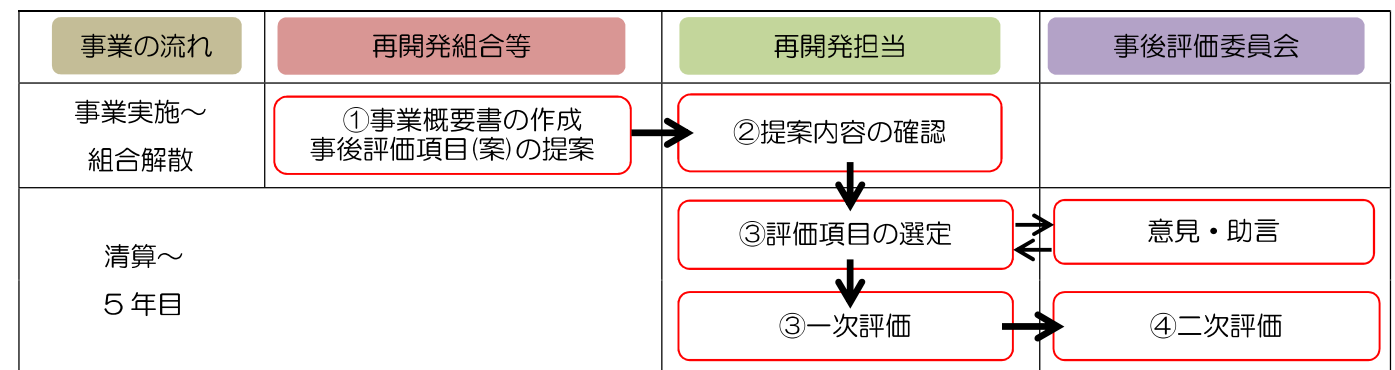 事業の流れ
再開発組合等
再開発担当
事後評価委員会
事業実施～
組合解散
①事業概要書の作成
事後評価項目(案)の提案
②提案内容の確認
清算～
５年目
③評価項目の選定
意見・助言
③一次評価
④二次評価